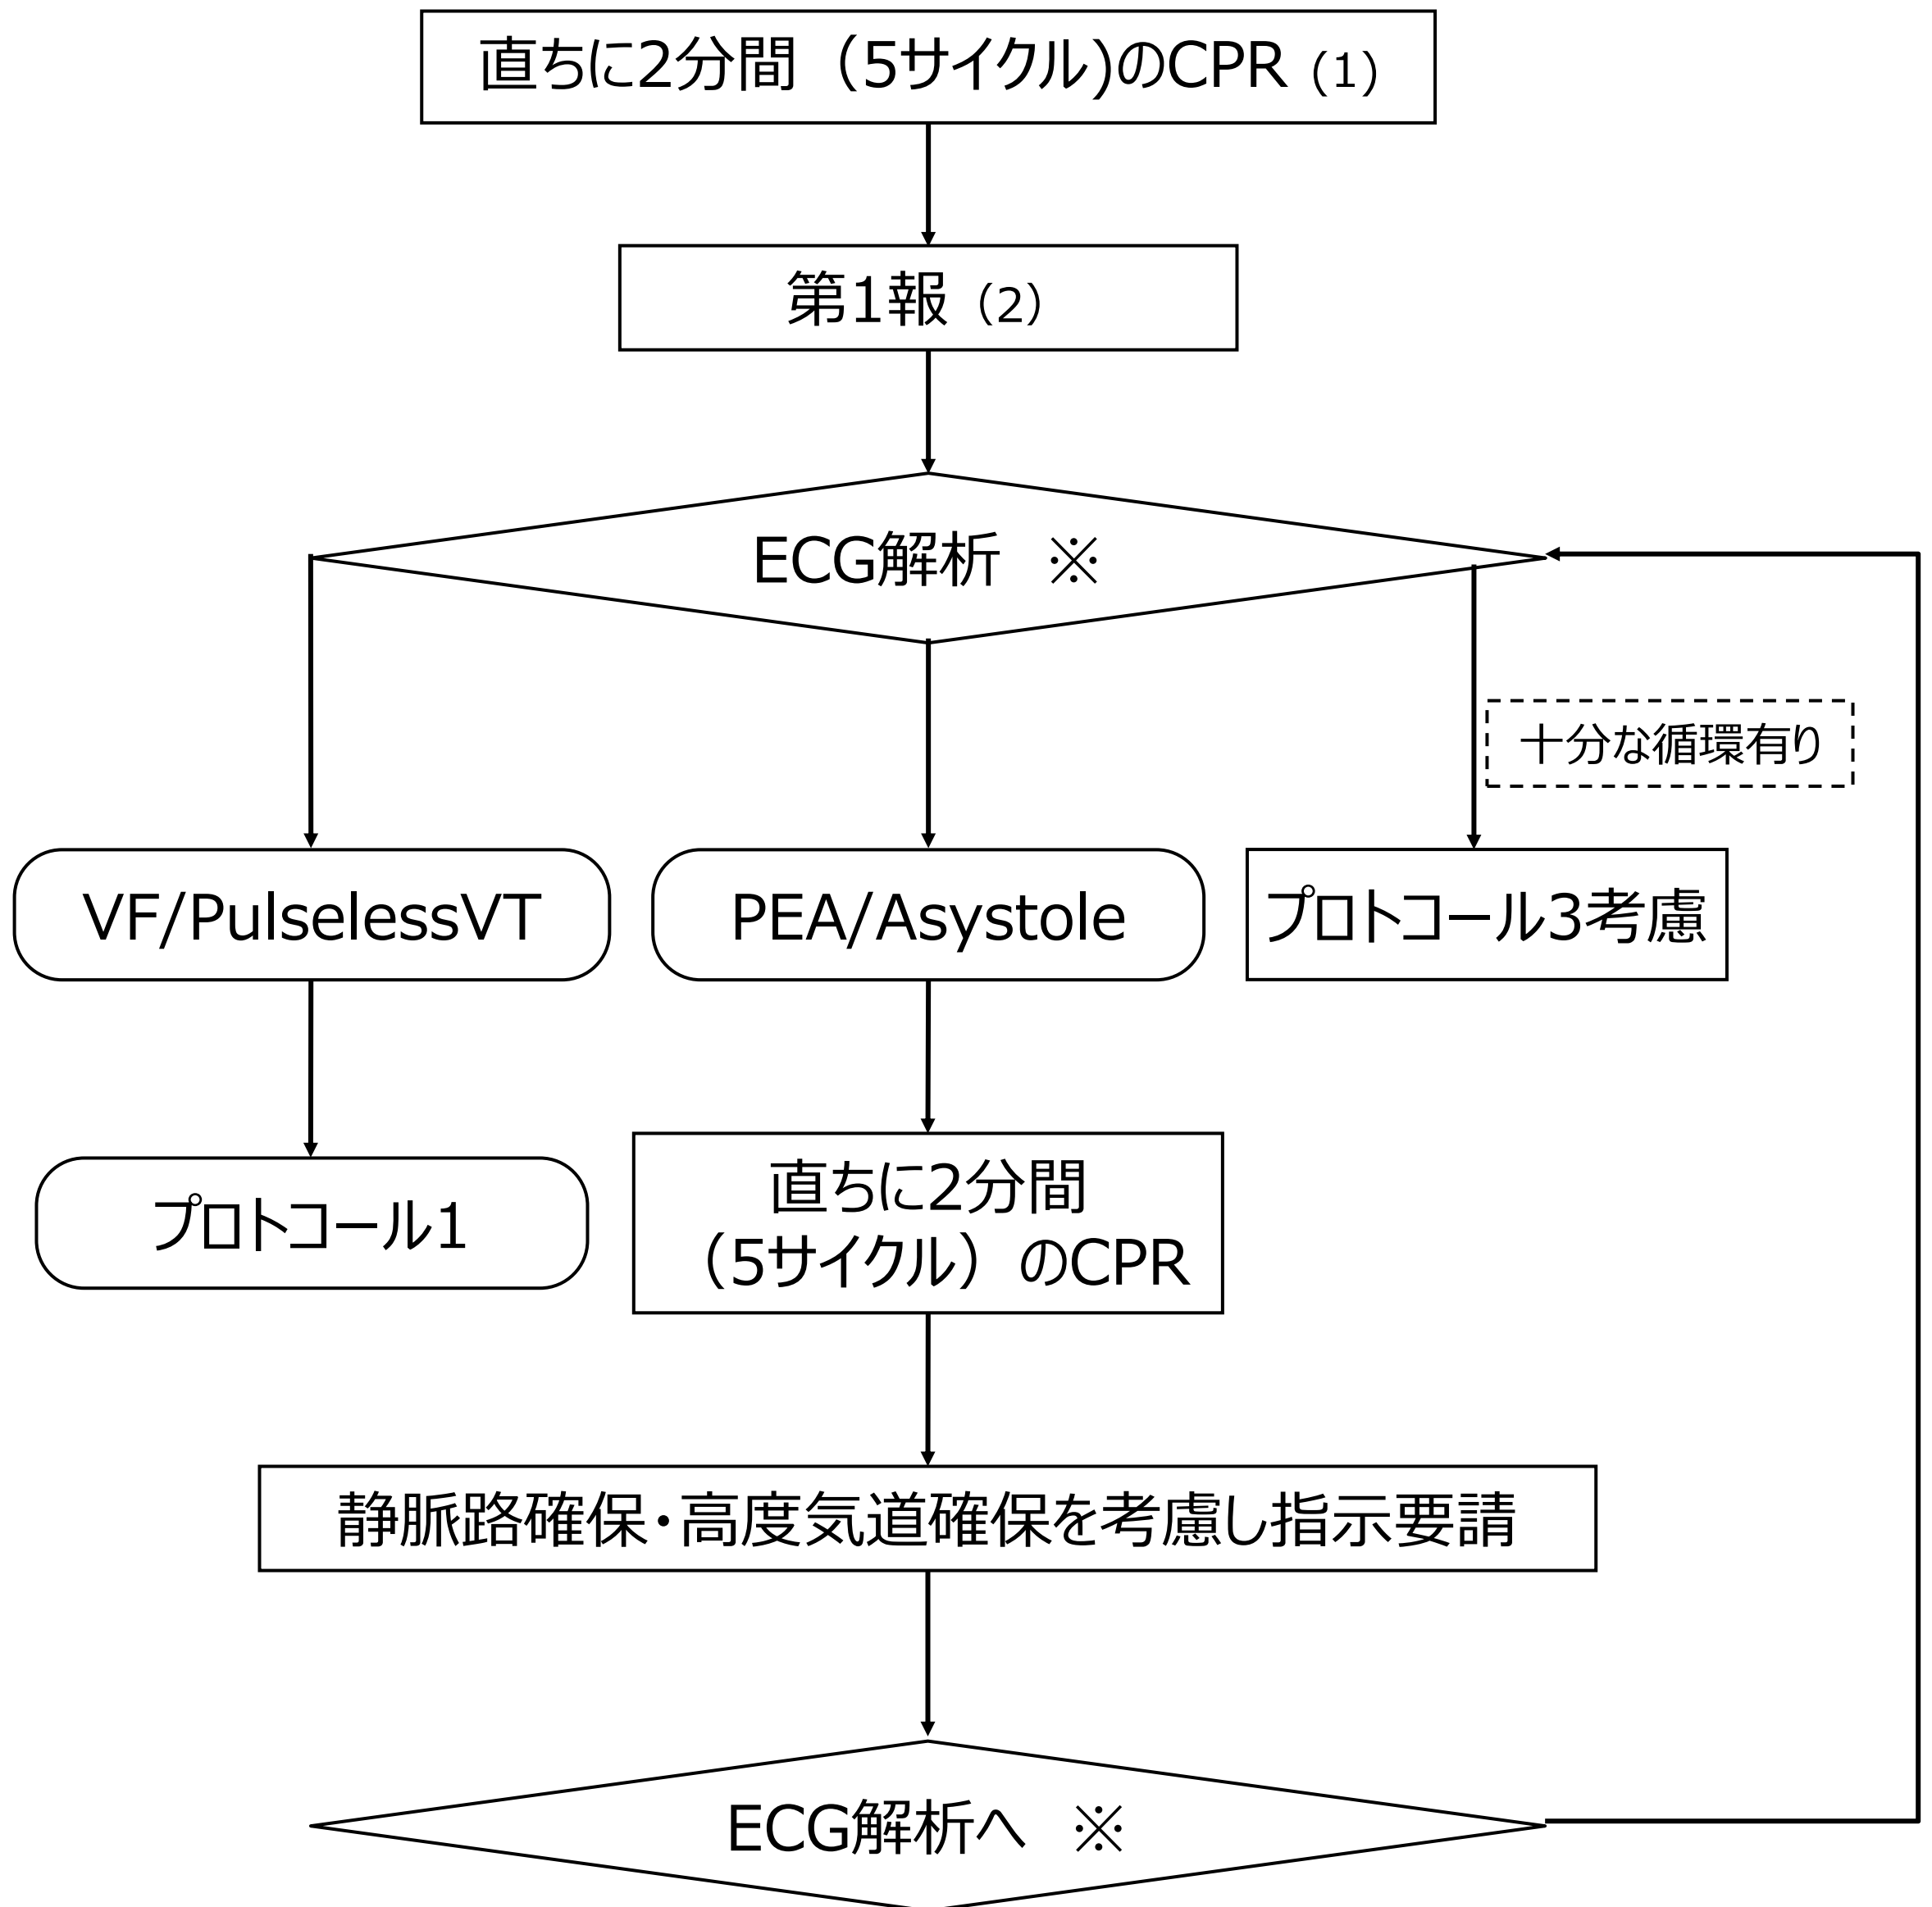 直ちに2分間（5サイクル)のCPR（1）
第1報（2）
ECG解析　※
十分な循環有り
VF/PulselessVT
PEA/Asystole
プロトコール3考慮
プロトコール1
直ちに2分間
（5サイクル）のCPR
静脈路確保･高度気道確保を考慮し指示要請
ECG解析へ　※